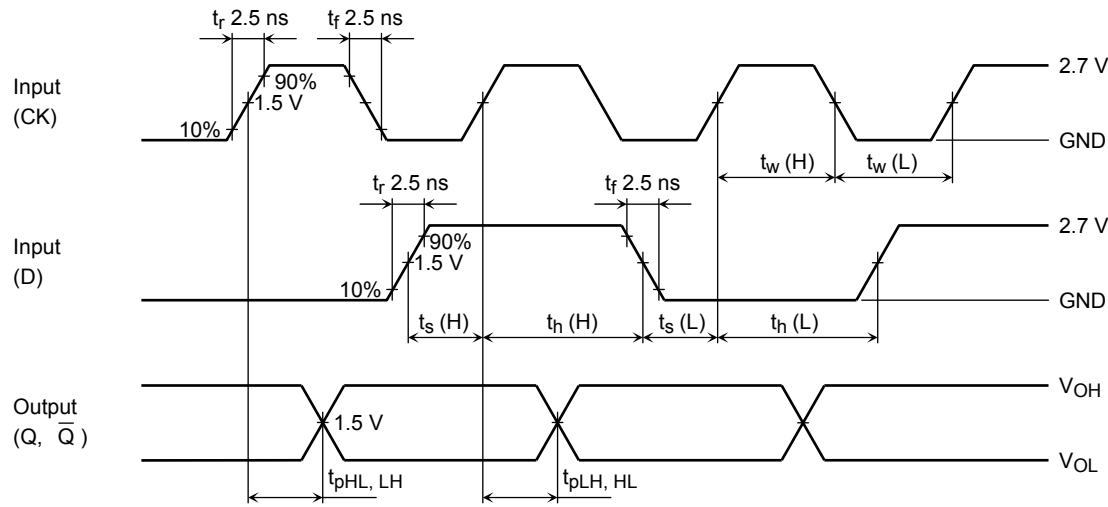 tr 2.5 ns tf 2.5 ns
Input
(CK)
90%
1.5 V
10%
2.7 V
GND
tw (H) tw (L)
tr 2.5 ns tf 2.5 ns
Input
(D)
90%
1.5 V
10%
2.7 V
GND
ts (H) th (H) ts (L) th (L)
Output
(Q, Q̅)
1.5 V
VOH
VOL
tpHL, LH tpLH, HL